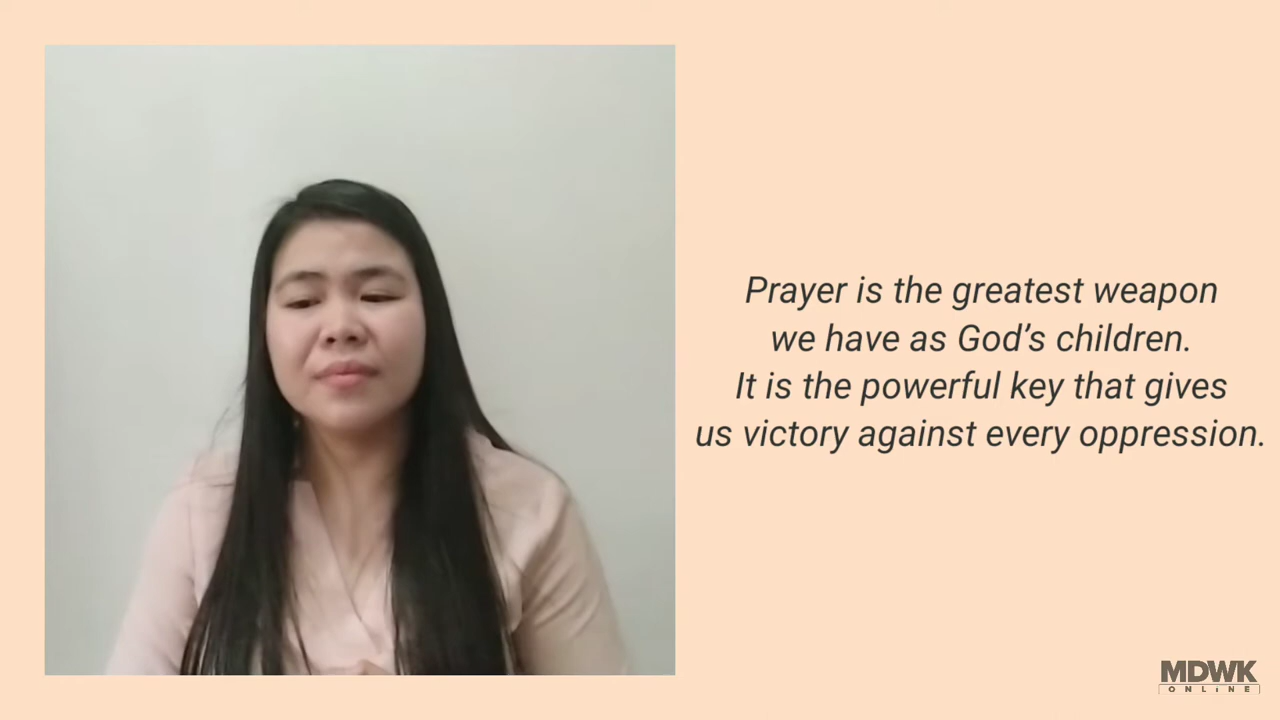 Prayer is the greatest weapon
we have as God’s children.
It is the powerful key that gives
us victory against every oppression.
MDWK
ONLiNE